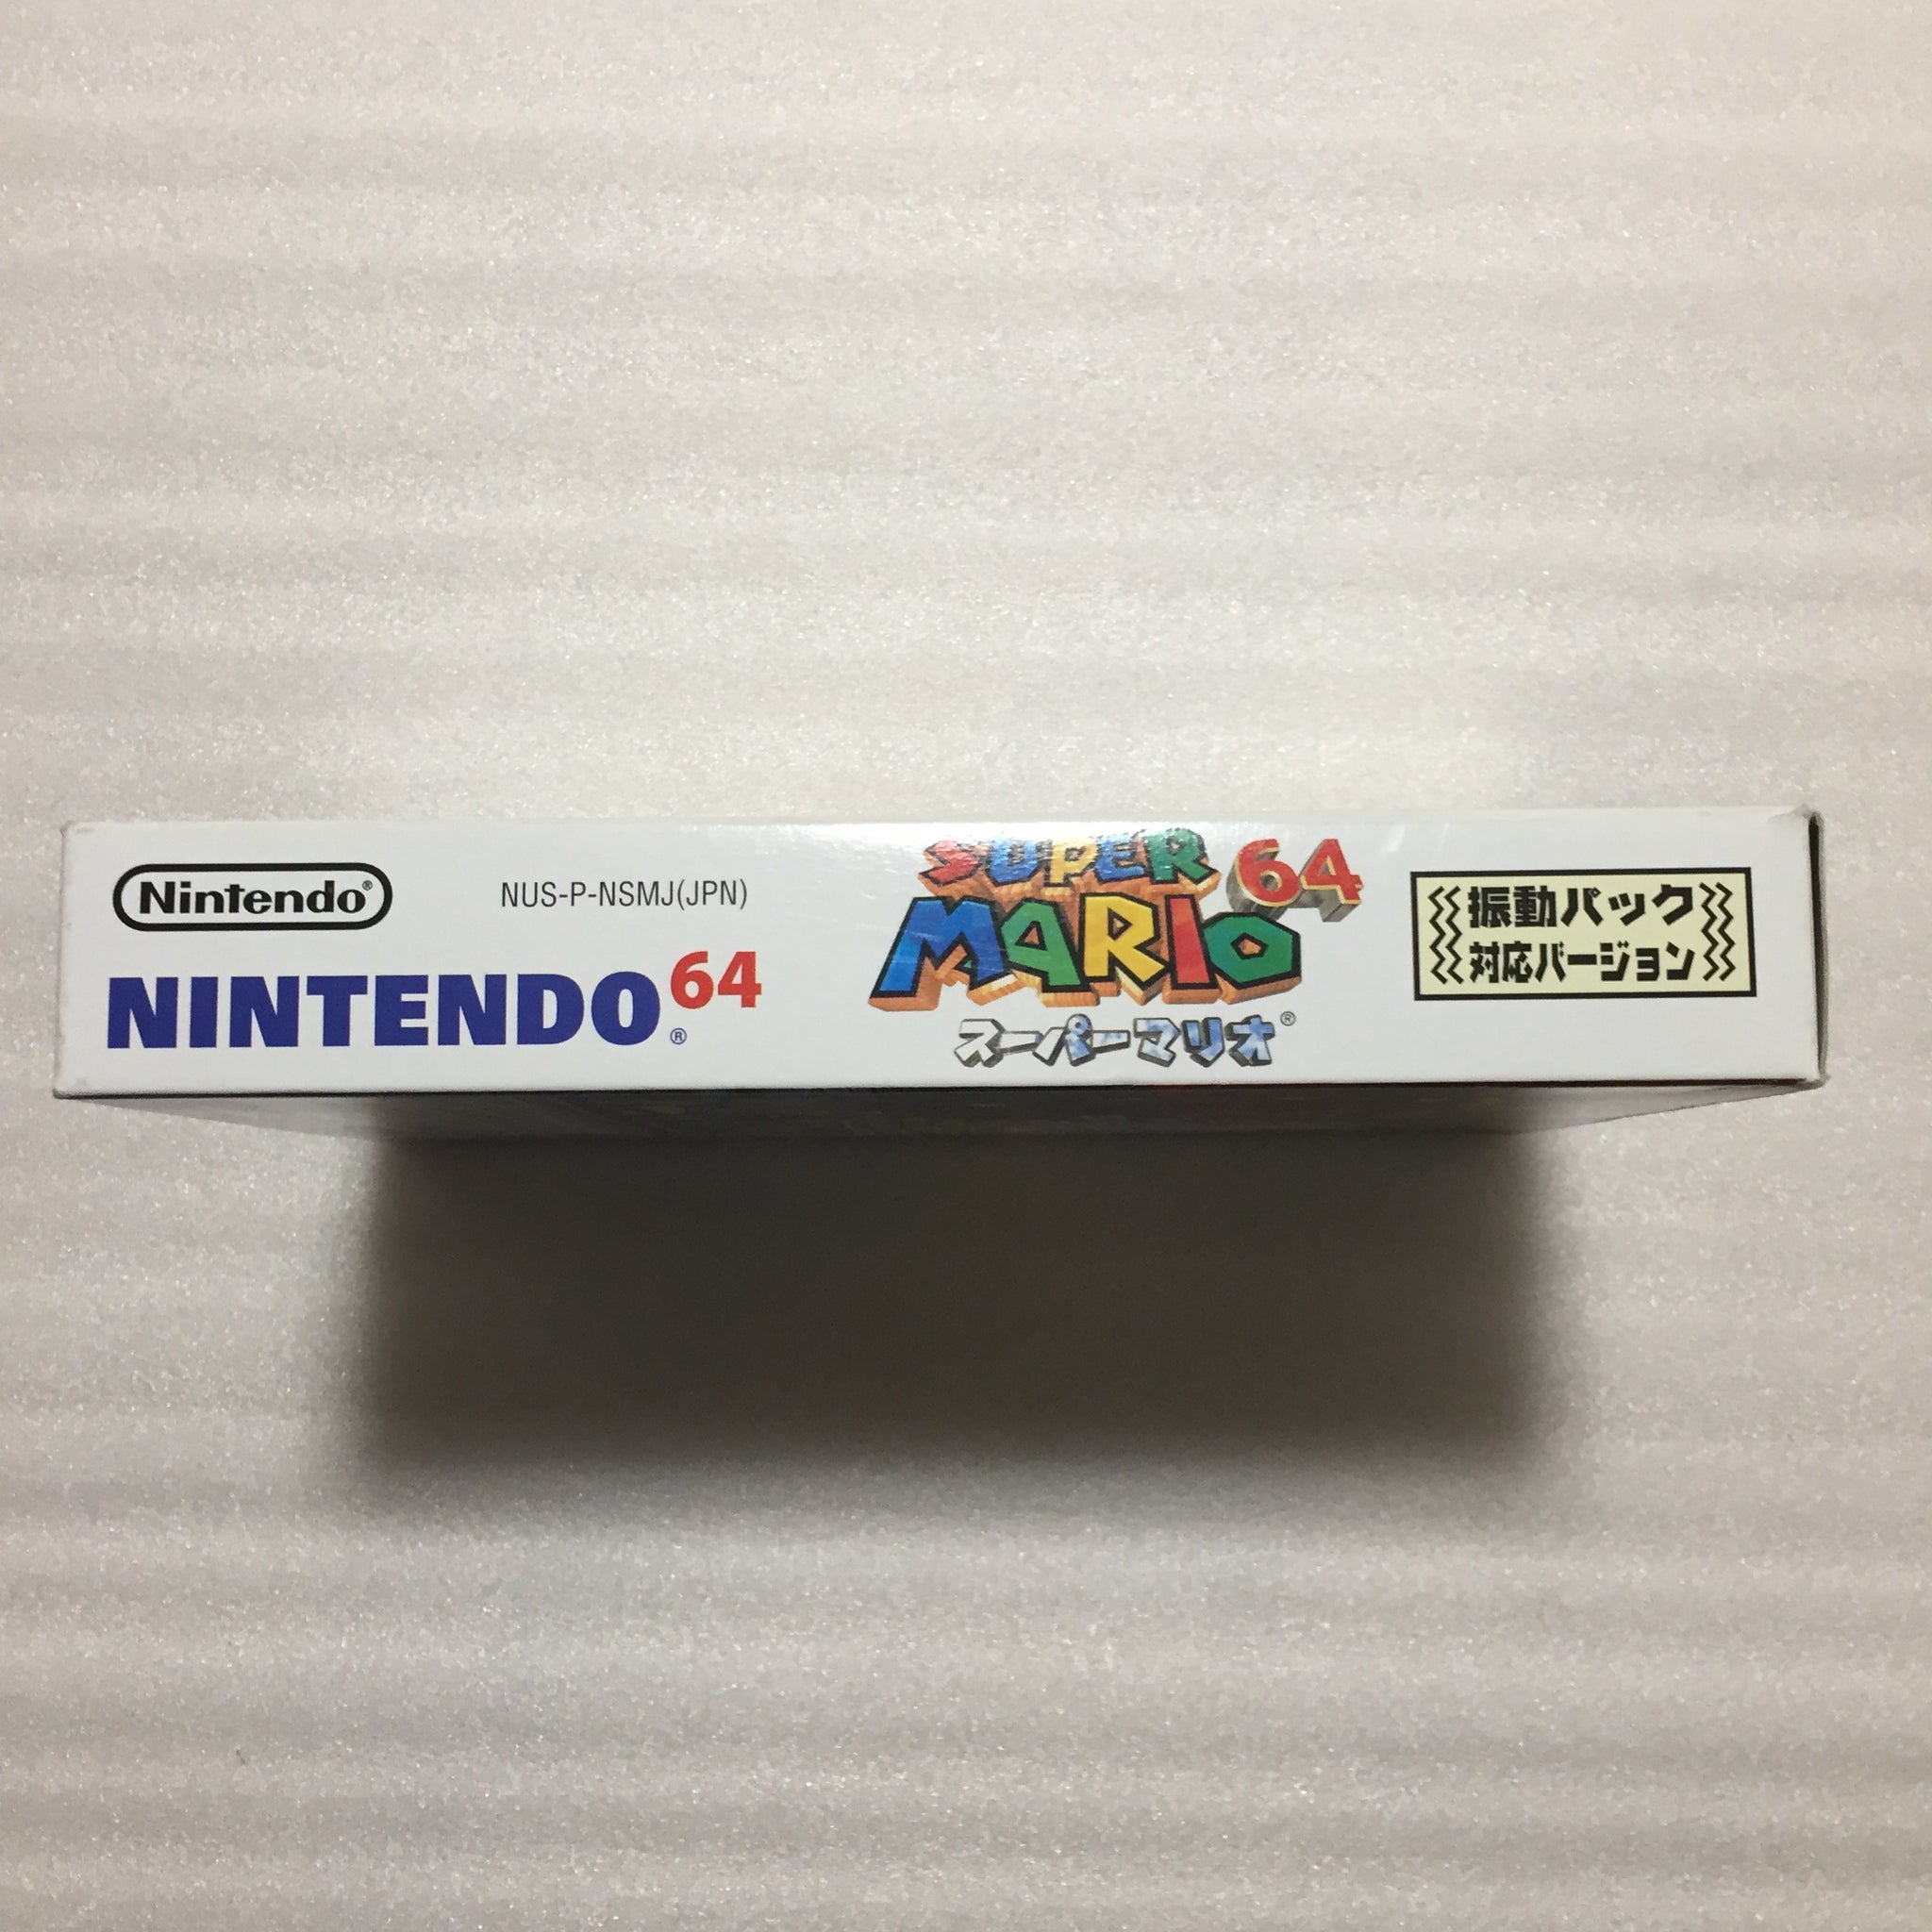 Nintendo®
NINTENDO64®
NUS-P-NSMJ(JPN)
SUPER
MARIO 64
スーパーマリオ®
振動パック
対応バージョン